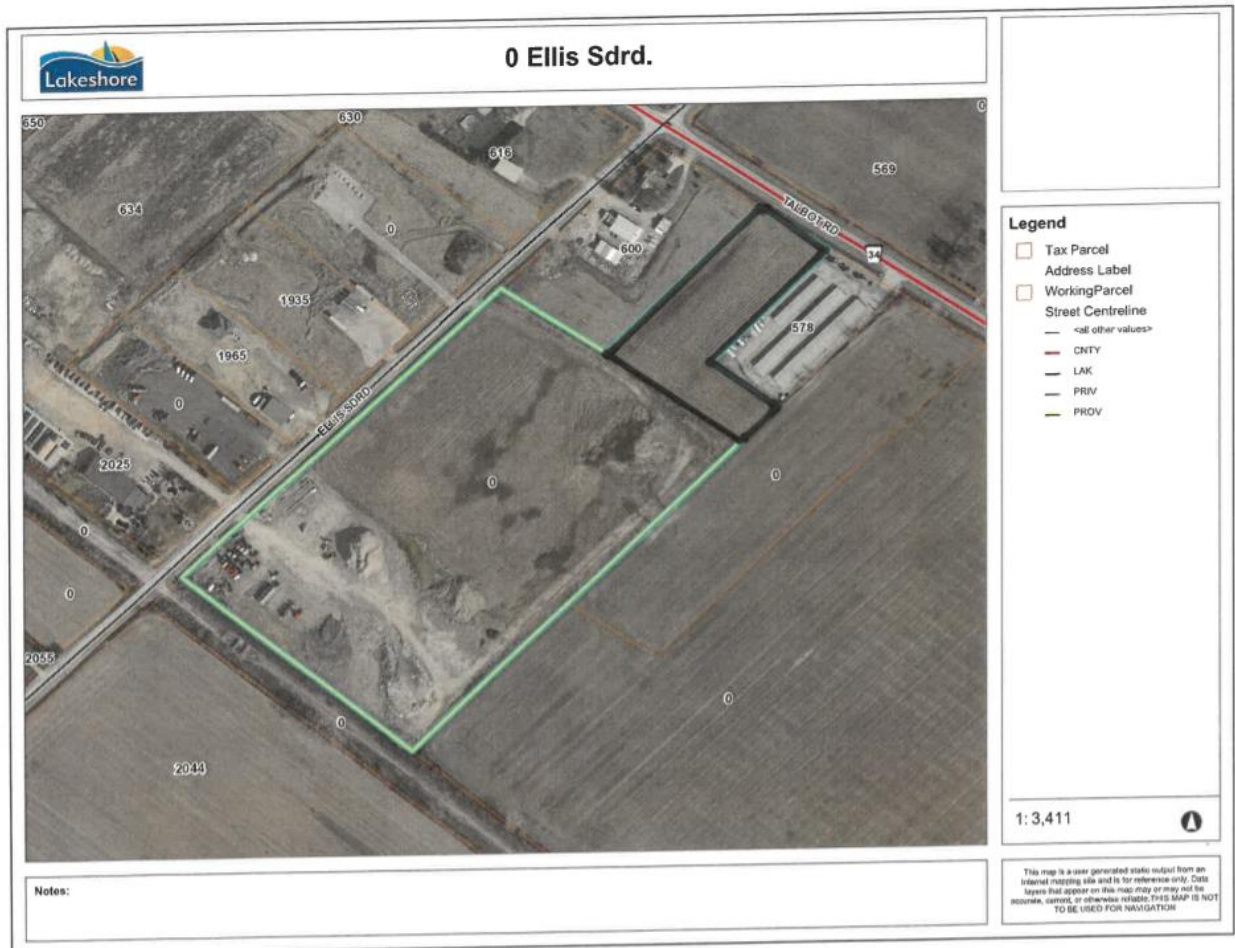 Lakeshore
0 Ellis Sdrd.
650
630
0
616
569
634
0
TALBOT RD
600
34
1935
578
1965
0
ELLIS SDRD
2025
0
0
0
0
2055
0
0
2044
Legend
Tax Parcel
Address Label
WorkingParcel
Street Centreline
<all other values>
CNTY
LAK
PRIV
PROV
1: 3,411
Notes:
This map is a user generated static output from an
Internet mapping site and is for reference only. Data
layers that appear on this map may or may not be
accurate, current, or otherwise reliable. THIS MAP IS NOT
TO BE USED FOR NAVIGATION